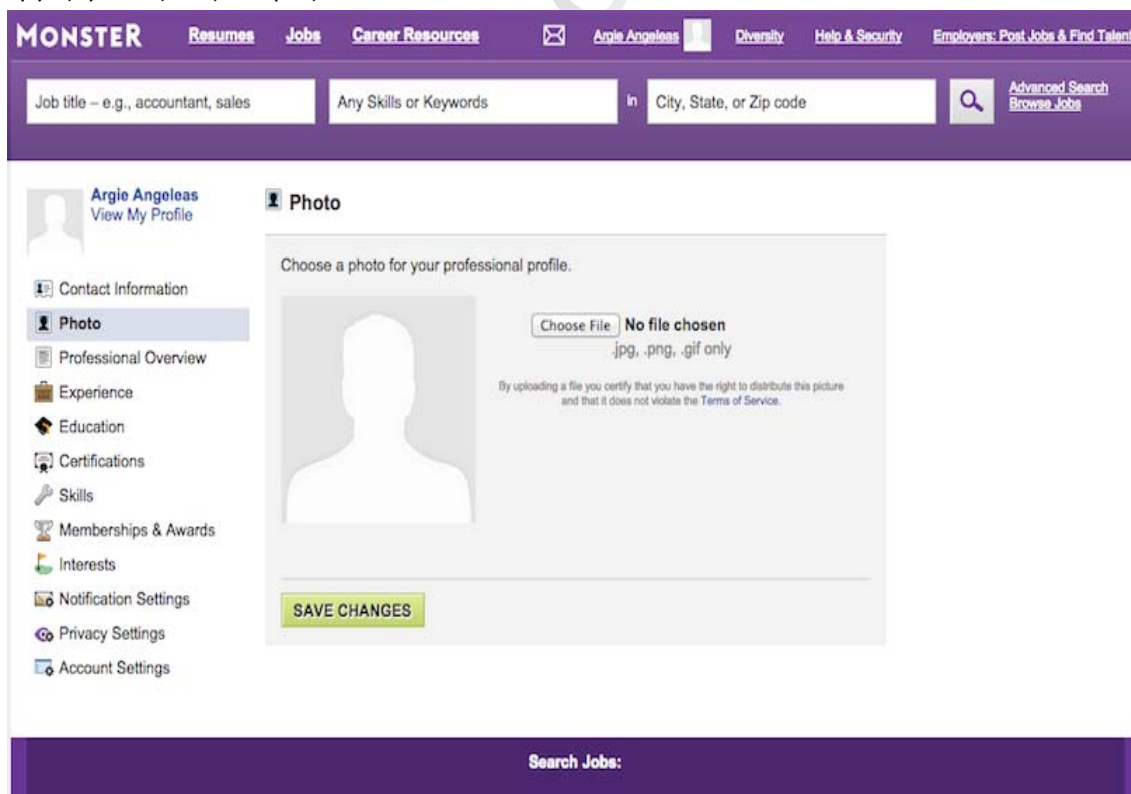 MONSTER Resumes Jobs Career Resources Argie Angeleas Diversity Help & Security Employers: Post Jobs & Find Talent
Job title – e.g., accountant, sales Any Skills or Keywords In City, State, or Zip code Advanced Search
Browse Jobs
Argie Angeleas
View My Profile
Photo
Choose a photo for your professional profile.
Contact Information
Photo
Professional Overview
Experience
Education
Certifications
Skills
Memberships & Awards
Interests
Notification Settings
Privacy Settings
Account Settings
Choose File No file chosen
.jpg, .png, .gif only
By uploading a file you certify that you have the right to distribute this picture
and that it does not violate the Terms of Service.
SAVE CHANGES
Search Jobs: